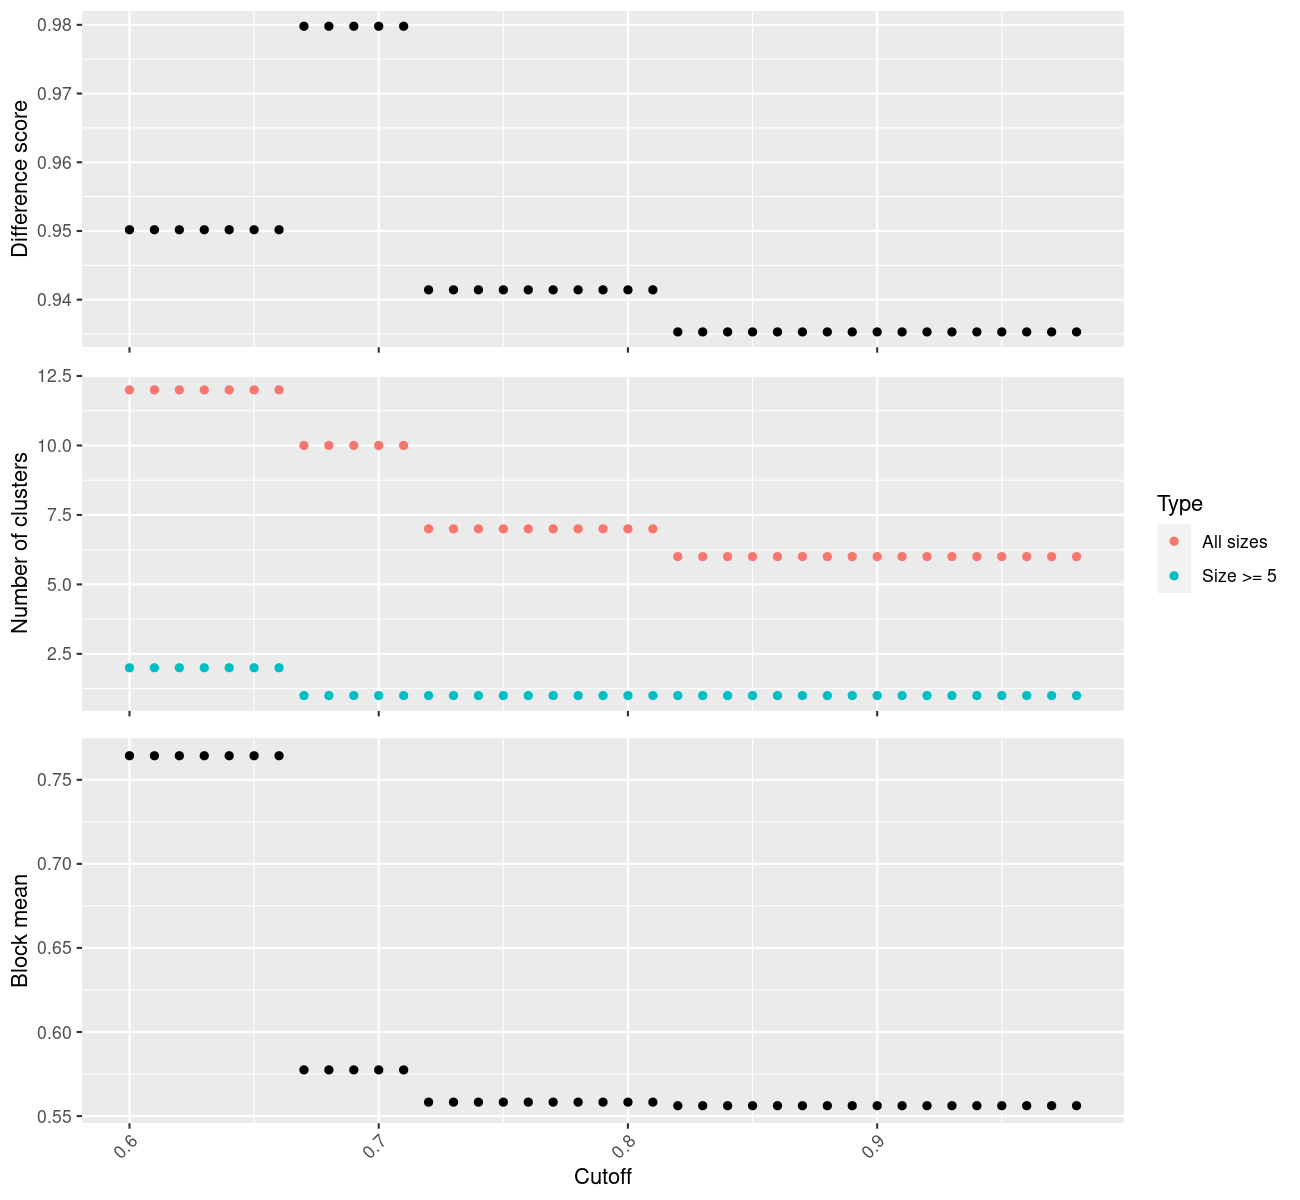 0.98
0.97
0.96
0.95
0.94
Difference score
12.5
10.0
7.5
5.0
2.5
Number of clusters
Type
All sizes
Size >= 5
0.75
0.70
0.65
0.60
0.55
Block mean
0.6 0.7 0.8 0.9
Cutoff